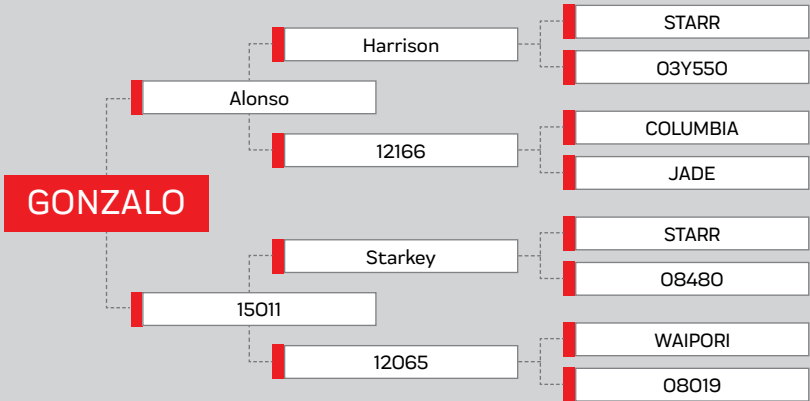 STARR
Harrison
03Y550
Alonso
COLUMBIA
12166
JADE
GONZALO
STARR
Starkey
08480
15011
WAIPORI
12065
08019